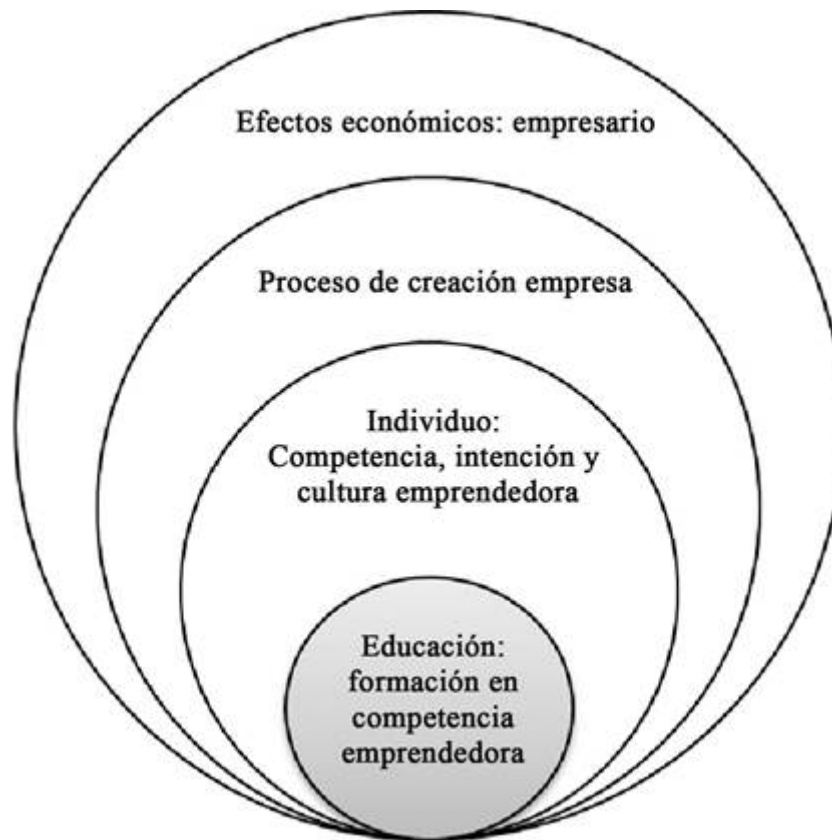 Efectos económicos: empresario
Proceso de creación empresa
Individuo:
Competencia, intención y
cultura emprendedora
Educación:
formación en
competencia
emprendedora